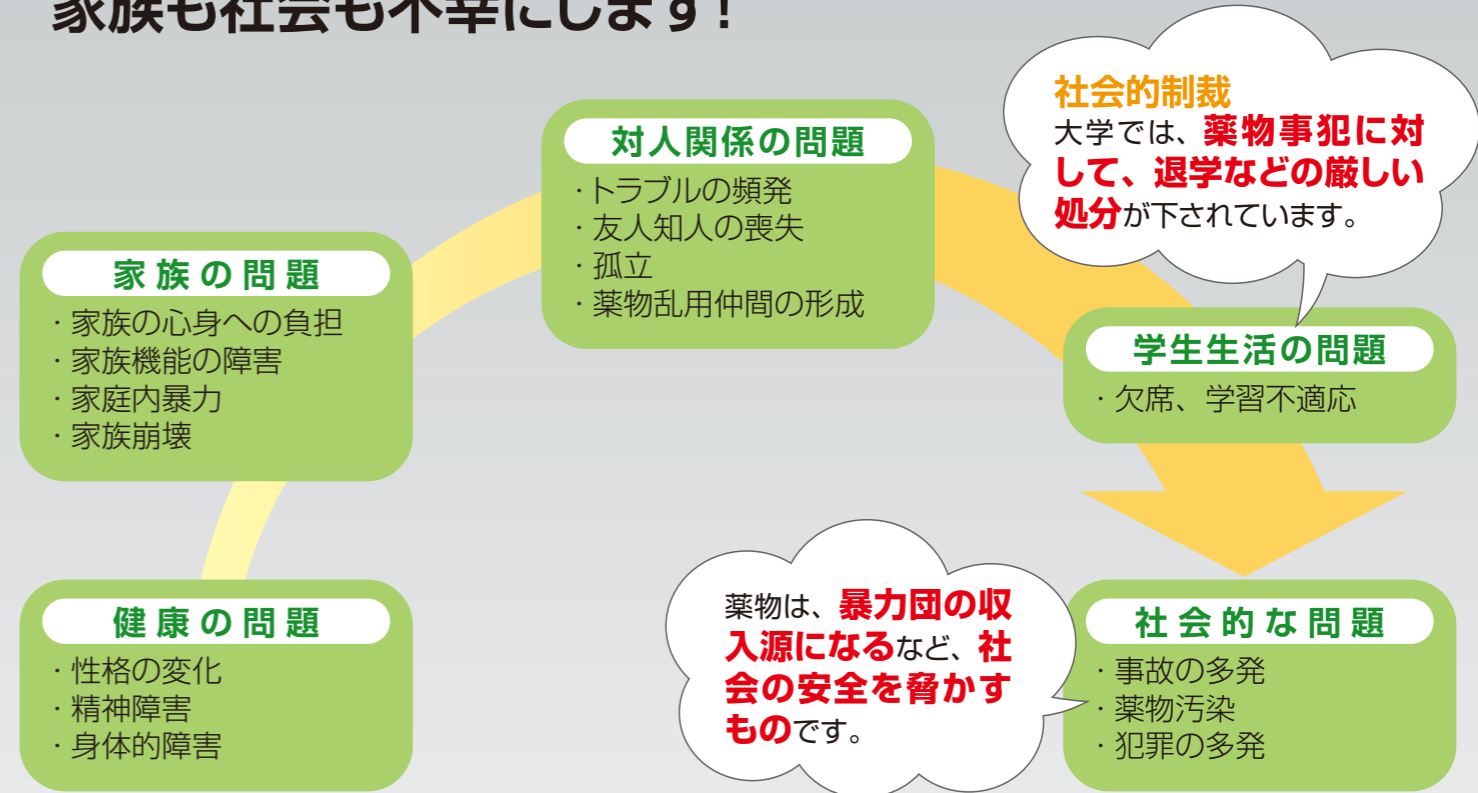 家族も社会も不幸にします!
社会的制裁
大学では、薬物事犯に対
して、退学などの厳しい
処分が下されています。
対人関係の問題
・トラブルの頻発
・友人知人の喪失
・孤立
・薬物乱用仲間の形成
家族の問題
・家族の心身への負担
・家族機能の障害
・家庭内暴力
・家族崩壊
学生生活の問題
・欠席、学習不適応
健康の問題
・性格の変化
・精神障害
・身体的障害
薬物は、暴力団の収
入源になるなど、社
会の安全を脅かす
ものです。
社会的な問題
・事故の多発
・薬物汚染
・犯罪の多発